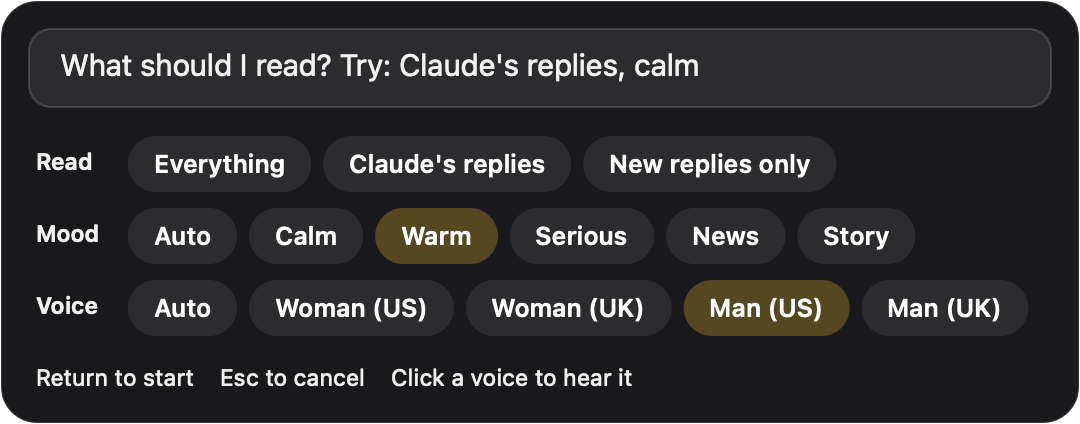 What should I read? Try: Claude's replies, calm
Read Everything Claude's replies New replies only
Mood Auto Calm Warm Serious News Story
Voice Auto Woman (US) Woman (UK) Man (US) Man (UK)
Return to start Esc to cancel Click a voice to hear it